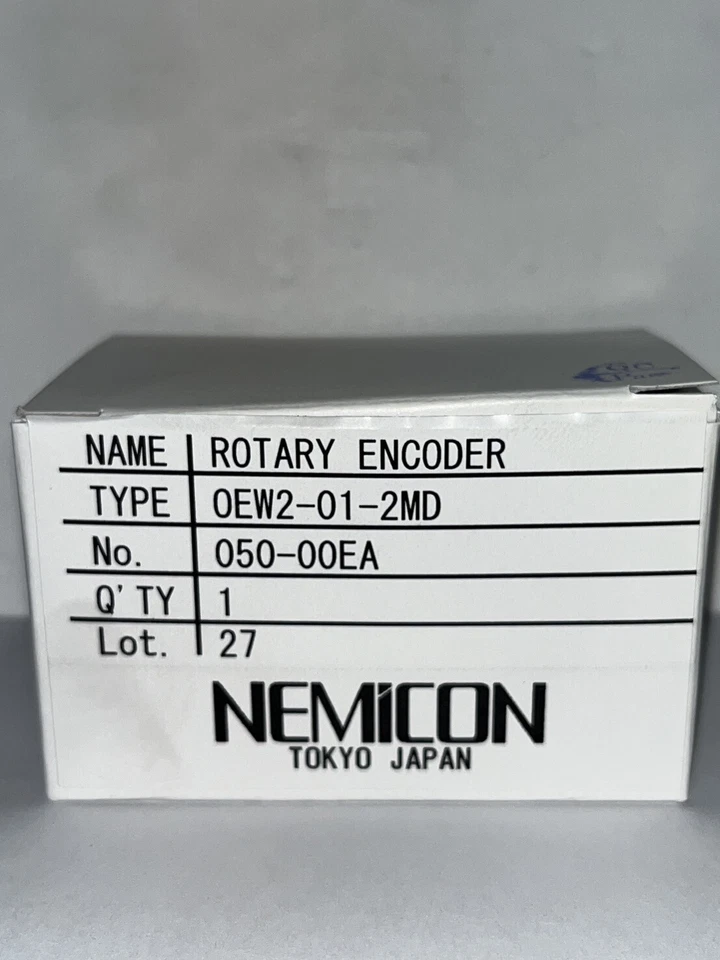 NAME ROTARY ENCODER
TYPE OEW2-01-2MD
No. 050-00EA
Q'TY 1
Lot. 27
NEMICON
TOKYO JAPAN